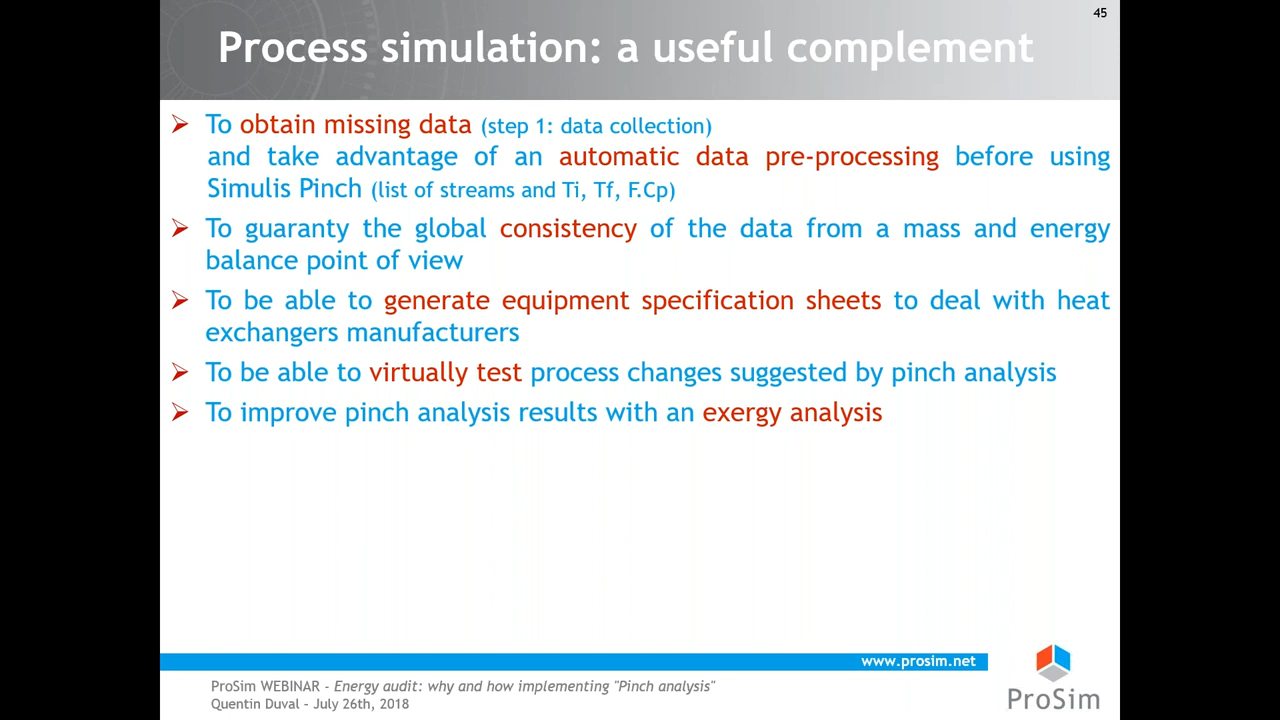 45
Process simulation: a useful complement
➢ To obtain missing data (step 1: data collection)
and take advantage of an automatic data pre-processing before using
Simulis Pinch (list of streams and Ti, Tf, F.Cp)
➢ To guaranty the global consistency of the data from a mass and energy
balance point of view
➢ To be able to generate equipment specification sheets to deal with heat
exchangers manufacturers
➢ To be able to virtually test process changes suggested by pinch analysis
➢ To improve pinch analysis results with an exergy analysis
www.prosim.net
ProSim WEBINAR - Energy audit: why and how implementing "Pinch analysis"
Quentin Duval – July 26th, 2018
ProSim